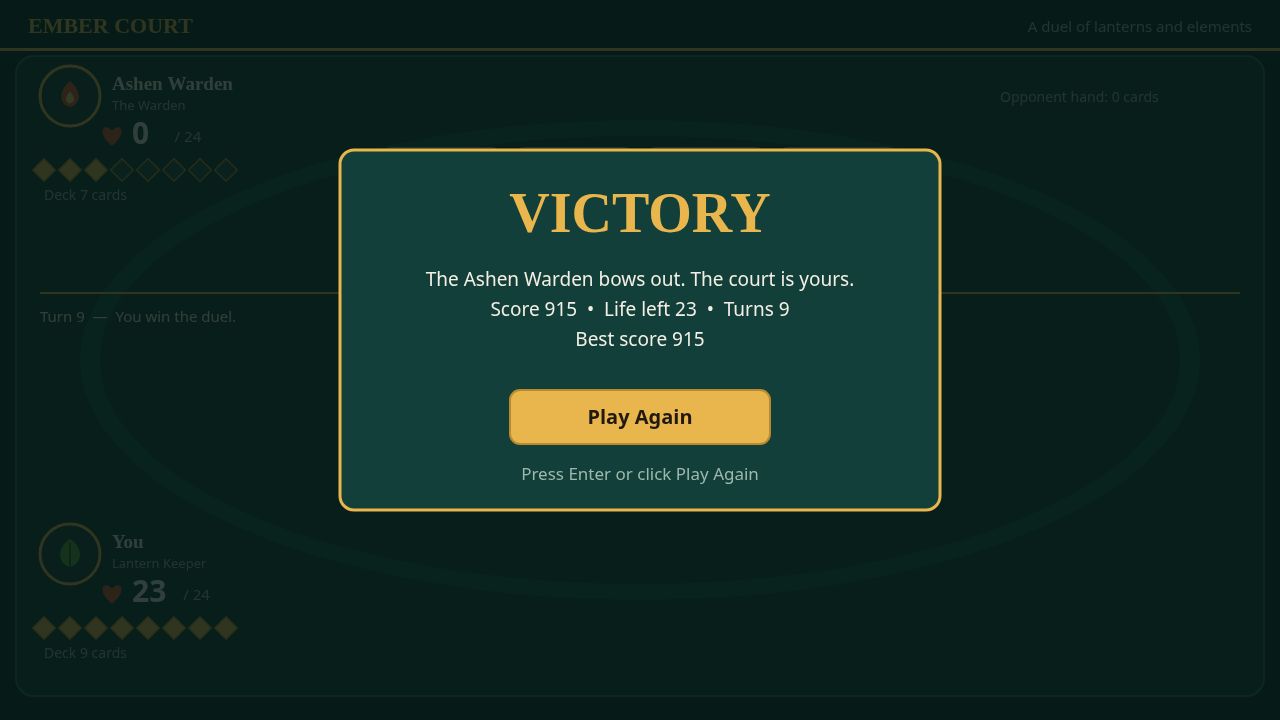 EMBER COURT
A duel of lanterns and elements
Ashen Warden
The Warden
0 / 24
Deck 7 cards
Opponent hand: 0 cards
VICTORY
The Ashen Warden bows out. The court is yours.
Score 915 • Life left 23 • Turns 9
Best score 915
Play Again
Press Enter or click Play Again
Turn 9 — You win the duel.
You
Lantern Keeper
23 / 24
Deck 9 cards